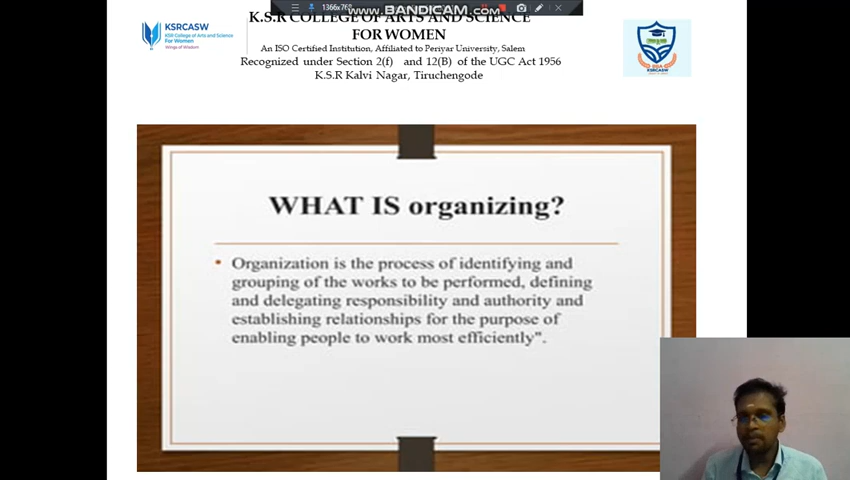 1366x768
www.BANDICAM.com
K.S.R COLLEGE OF ARTS AND SCIENCE
FOR WOMEN
An ISO Certified Institution, Affiliated to Periyar University, Salem
Recognized under Section 2(f) and 12(B) of the UGC Act 1956
K.S.R Kalvi Nagar, Tiruchengode
KSRCASW
KSR College of Arts and Science
For Women
Wings of Wisdom
KSRCASW
WHAT IS organizing?
• Organization is the process of identifying and
grouping of the works to be performed, defining
and delegating responsibility and authority and
establishing relationships for the purpose of
enabling people to work most efficiently".